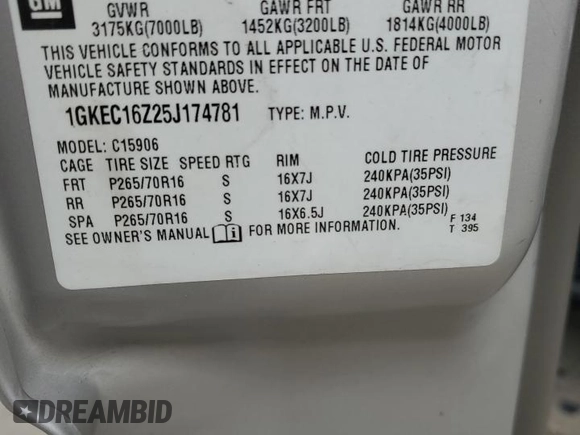 GM
GVWR GAWR FRT GAWR RR
3175KG(7000LB) 1452KG(3200LB) 1814KG(4000LB)
THIS VEHICLE CONFORMS TO ALL APPLICABLE U.S. FEDERAL MOTOR
VEHICLE SAFETY STANDARDS IN EFFECT ON THE DATE OF
MANUFACTURE SHOWN ABOVE.
1GKEC16Z25J174781 TYPE: M.P.V.
MODEL: C15906
CAGE TIRE SIZE SPEED RTG RIM COLD TIRE PRESSURE
FRT P265/70R16 S 16X7J 240KPA(35PSI)
RR P265/70R16 S 16X7J 240KPA(35PSI)
SPA P265/70R16 S 16X6.5J 240KPA(35PSI)
SEE OWNER'S MANUAL FOR MORE INFORMATION.
F 134
T 395
DREAMBID